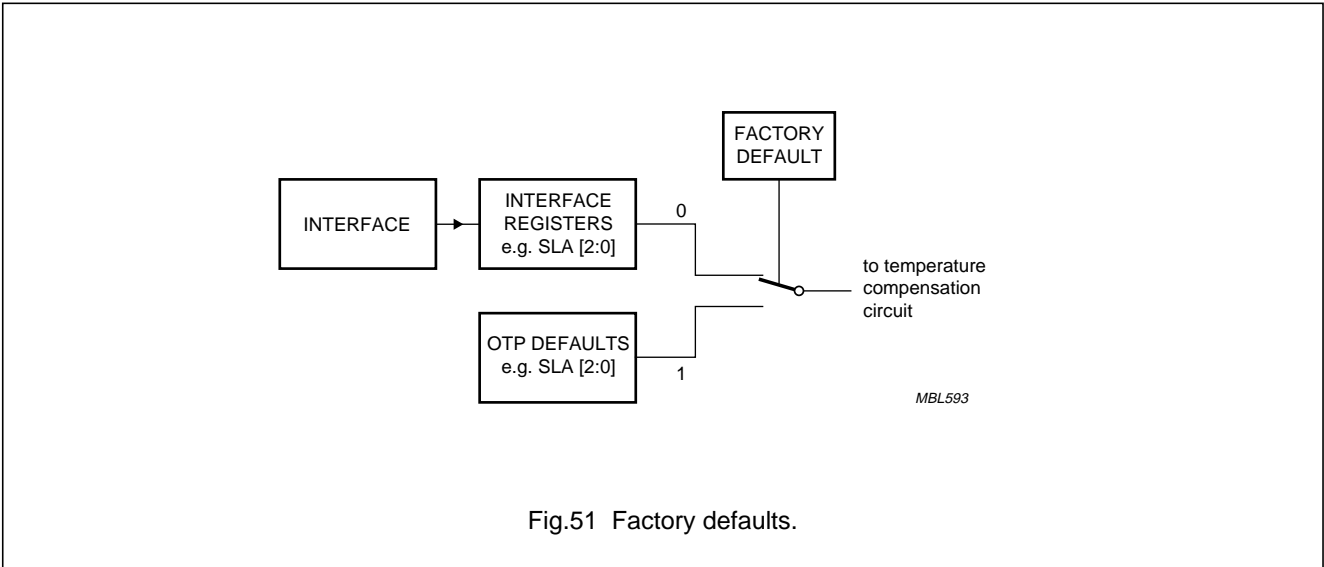 FACTORY
DEFAULT
INTERFACE
INTERFACE
REGISTERS
e.g. SLA [2:0]
0
to temperature
compensation
circuit
OTP DEFAULTS
e.g. SLA [2:0]
1
MBL593
Fig.51 Factory defaults.